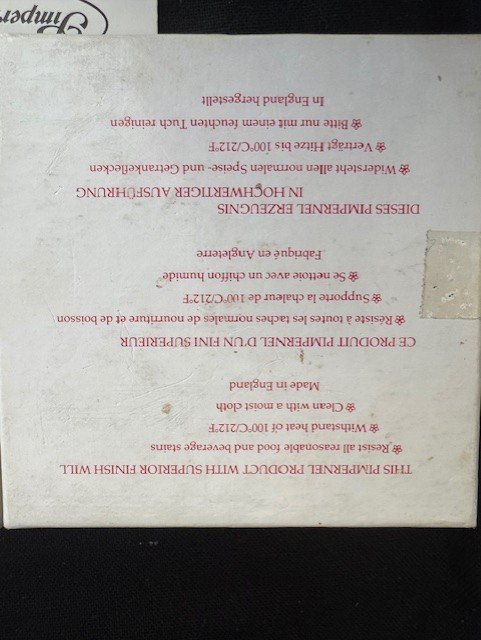 THIS PIMPERNEL PRODUCT WITH SUPERIOR FINISH WILL
Resist all reasonable food and beverage stains
Withstand heat of 100°C/212°F
Clean with a moist cloth
Made in England
CE PRODUIT PIMPERNEL D'UN FINI SUPERIEUR
Résiste à toutes les taches normales de nourriture et de boisson
Supporte la chaleur de 100°C/212°F
Se nettoie avec un chiffon humide
Fabriqué en Angleterre
DIESES PIMPERNEL ERZEUGNIS
IN HOCHWERTIGER AUSFÜHRUNG
Widersteht allen normalen Speise- und Getränkeflecken
Verträgt Hitze bis 100°C/212°F
Bitte nur mit einem feuchten Tuch reinigen
In England hergestellt